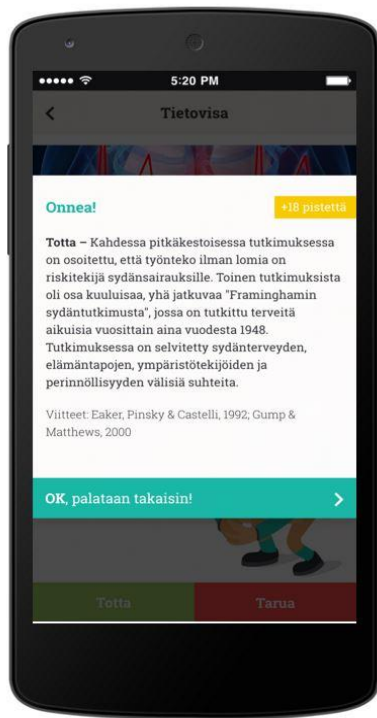 5:20 PM
Tietovisa
Onnea!
+18 pistettä
Totta – Kahdessa pitkäkestoisessa tutkimuksessa
on osoitettu, että työnteko ilman lomia on
riskitekijä sydänsairauksille. Toinen tutkimuksista
oli osa kuuluisaa, yhä jatkuvaa "Framinghamin
sydäntutkimusta", jossa on tutkittu terveitä
aikuisia vuosittain aina vuodesta 1948.
Tutkimuksessa on selvitetty sydänterveyden,
elämäntapojen, ympäristötekijöiden ja
perinnöllisyyden välisiä suhteita.
Viitteet: Eaker, Pinsky & Castelli, 1992; Gump &
Matthews, 2000
OK, palataan takaisin!
Totta
Tarua